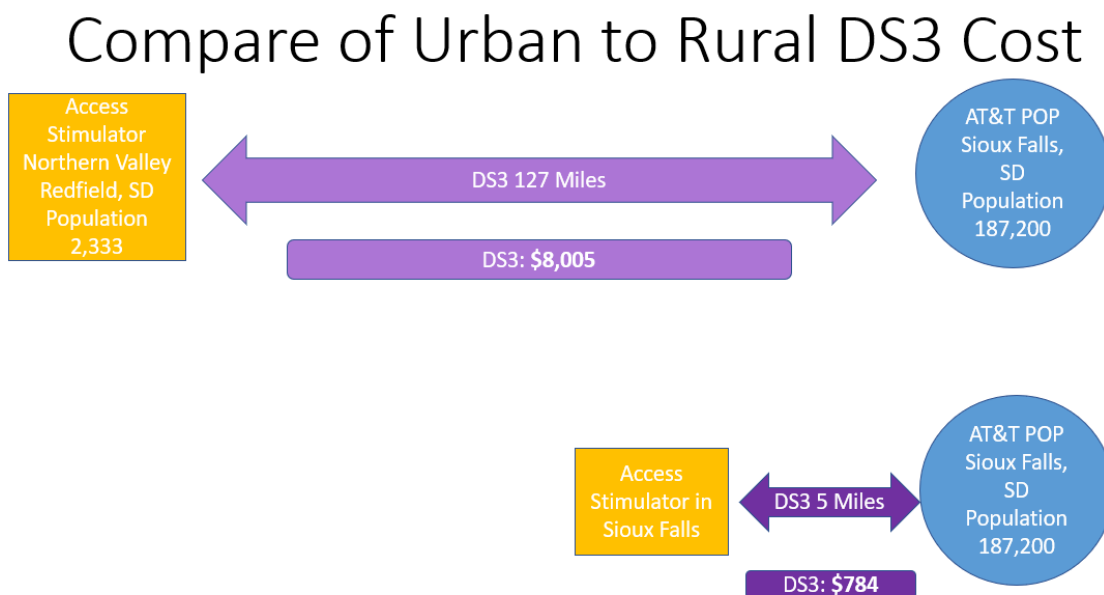 Compare of Urban to Rural DS3 Cost
Access
Stimulator
Northern Valley
Redfield, SD
Population
2,333
DS3 127 Miles
DS3: $8,005
AT&T POP
Sioux Falls,
SD
Population
187,200
Access
Stimulator in
Sioux Falls
DS3 5 Miles
DS3: $784
AT&T POP
Sioux Falls,
SD
Population
187,200